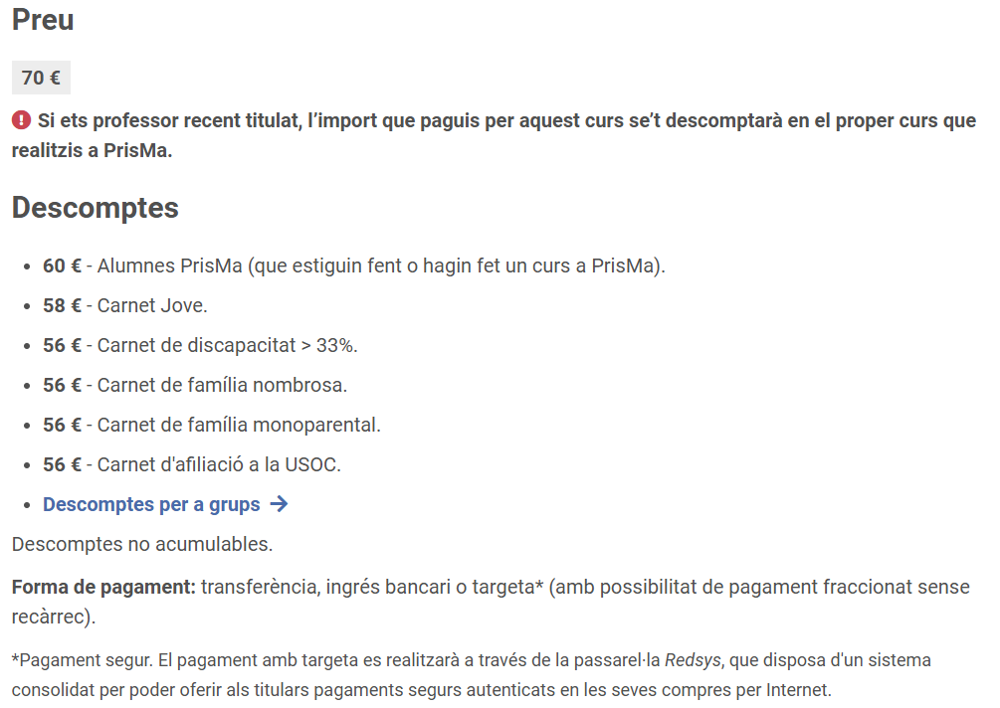 Preu
70 €
Si ets professor recent titulat, l’import que paguis per aquest curs se’t descomptarà en el proper curs que
realitzis a PrisMa.
Descomptes
• 60 € - Alumnes PrisMa (que estiguin fent o hagin fet un curs a PrisMa).
• 58 € - Carnet Jove.
• 56 € - Carnet de discapacitat > 33%.
• 56 € - Carnet de família nombrosa.
• 56 € - Carnet de família monoparental.
• 56 € - Carnet d'afiliació a la USOC.
• Descomptes per a grups →
Descomptes no acumulables.
Forma de pagament: transferència, ingrés bancari o targeta* (amb possibilitat de pagament fraccionat sense
recàrrec).
*Pagament segur. El pagament amb targeta es realitzarà a través de la passarel·la Redsys, que disposa d'un sistema
consolidat per poder oferir als titulars pagaments segurs autenticats en les seves compres per Internet.